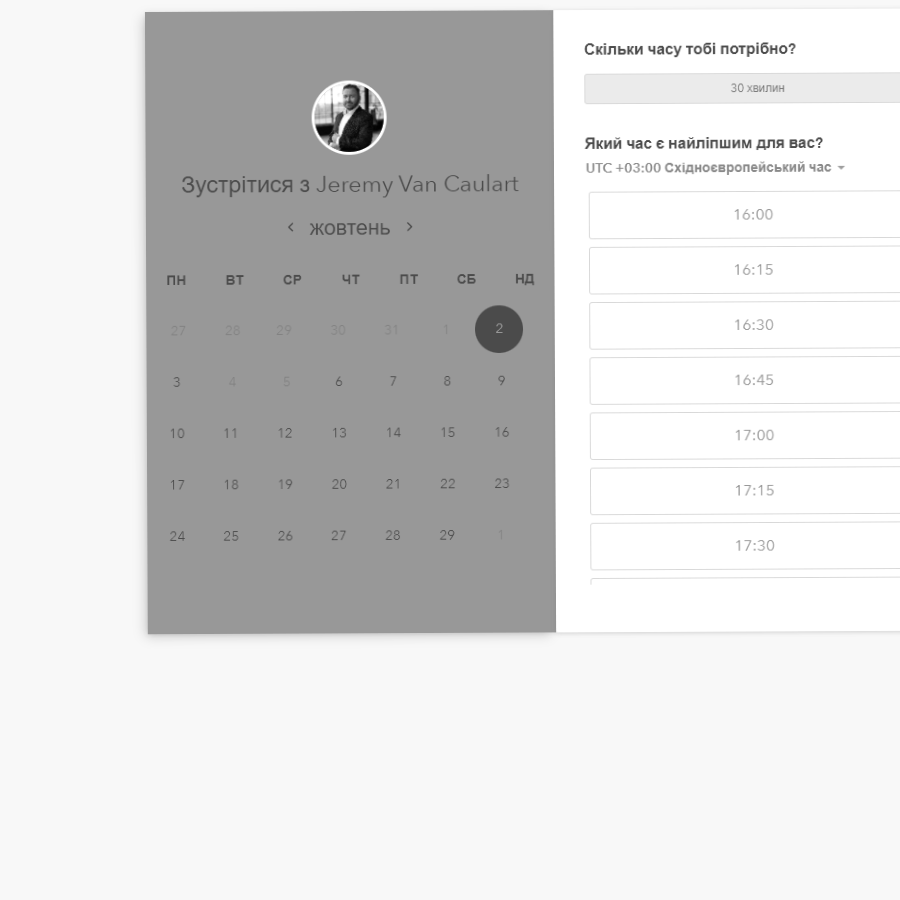 Зустрітися з Jeremy Van Caulart
жовтень
ПН ВТ СР ЧТ ПТ СБ НД
27 28 29 30 31 1 2
3 4 5 6 7 8 9
10 11 12 13 14 15 16
17 18 19 20 21 22 23
24 25 26 27 28 29 1
Скільки часу тобі потрібно?
30 хвилин
Який час є найліпшим для вас?
UTC +03:00 Східноєвропейський час
16:00
16:15
16:30
16:45
17:00
17:15
17:30